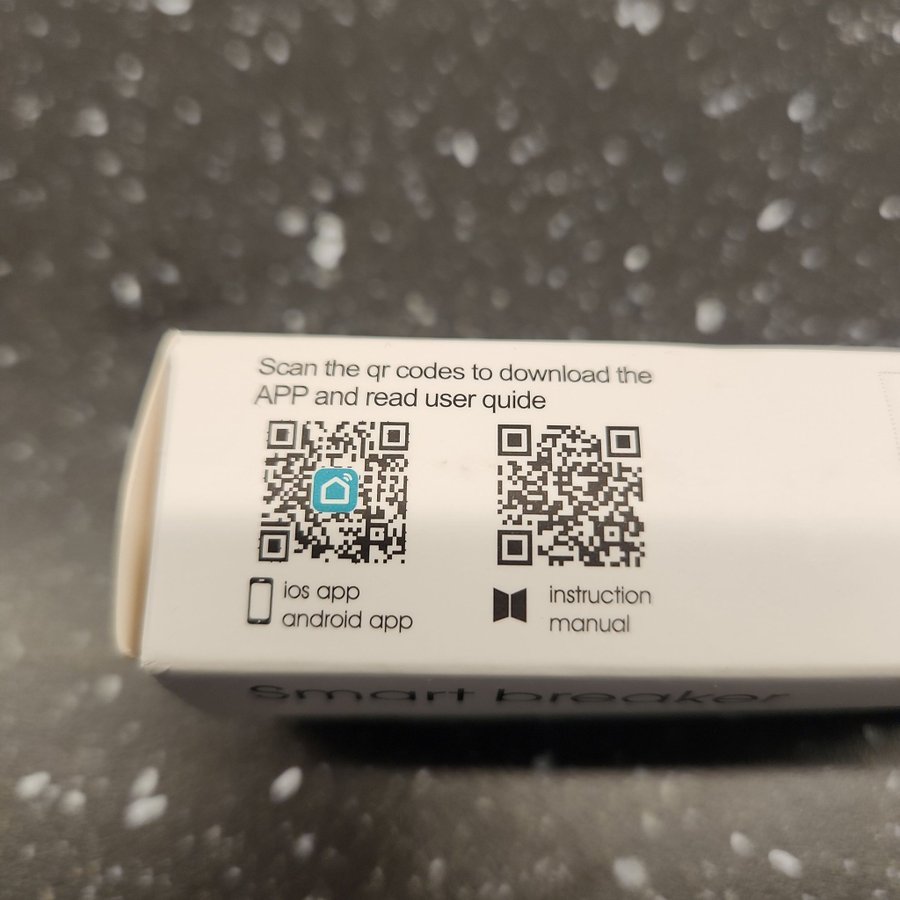 Scan the qr codes to download the
APP and read user quide
ios app
android app
instruction
manual
Smart breaker